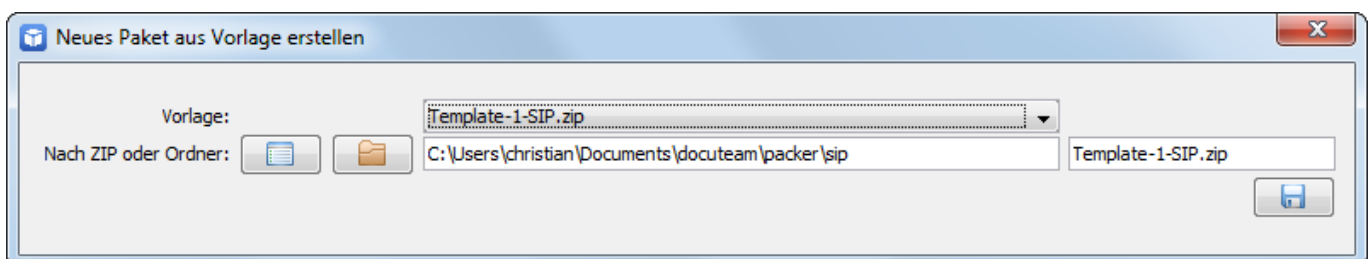 Neues Paket aus Vorlage erstellen
Vorlage: Template-1-SIP.zip
Nach ZIP oder Ordner: C:\Users\christian\Documents\docuteam\packer\sip Template-1-SIP.zip